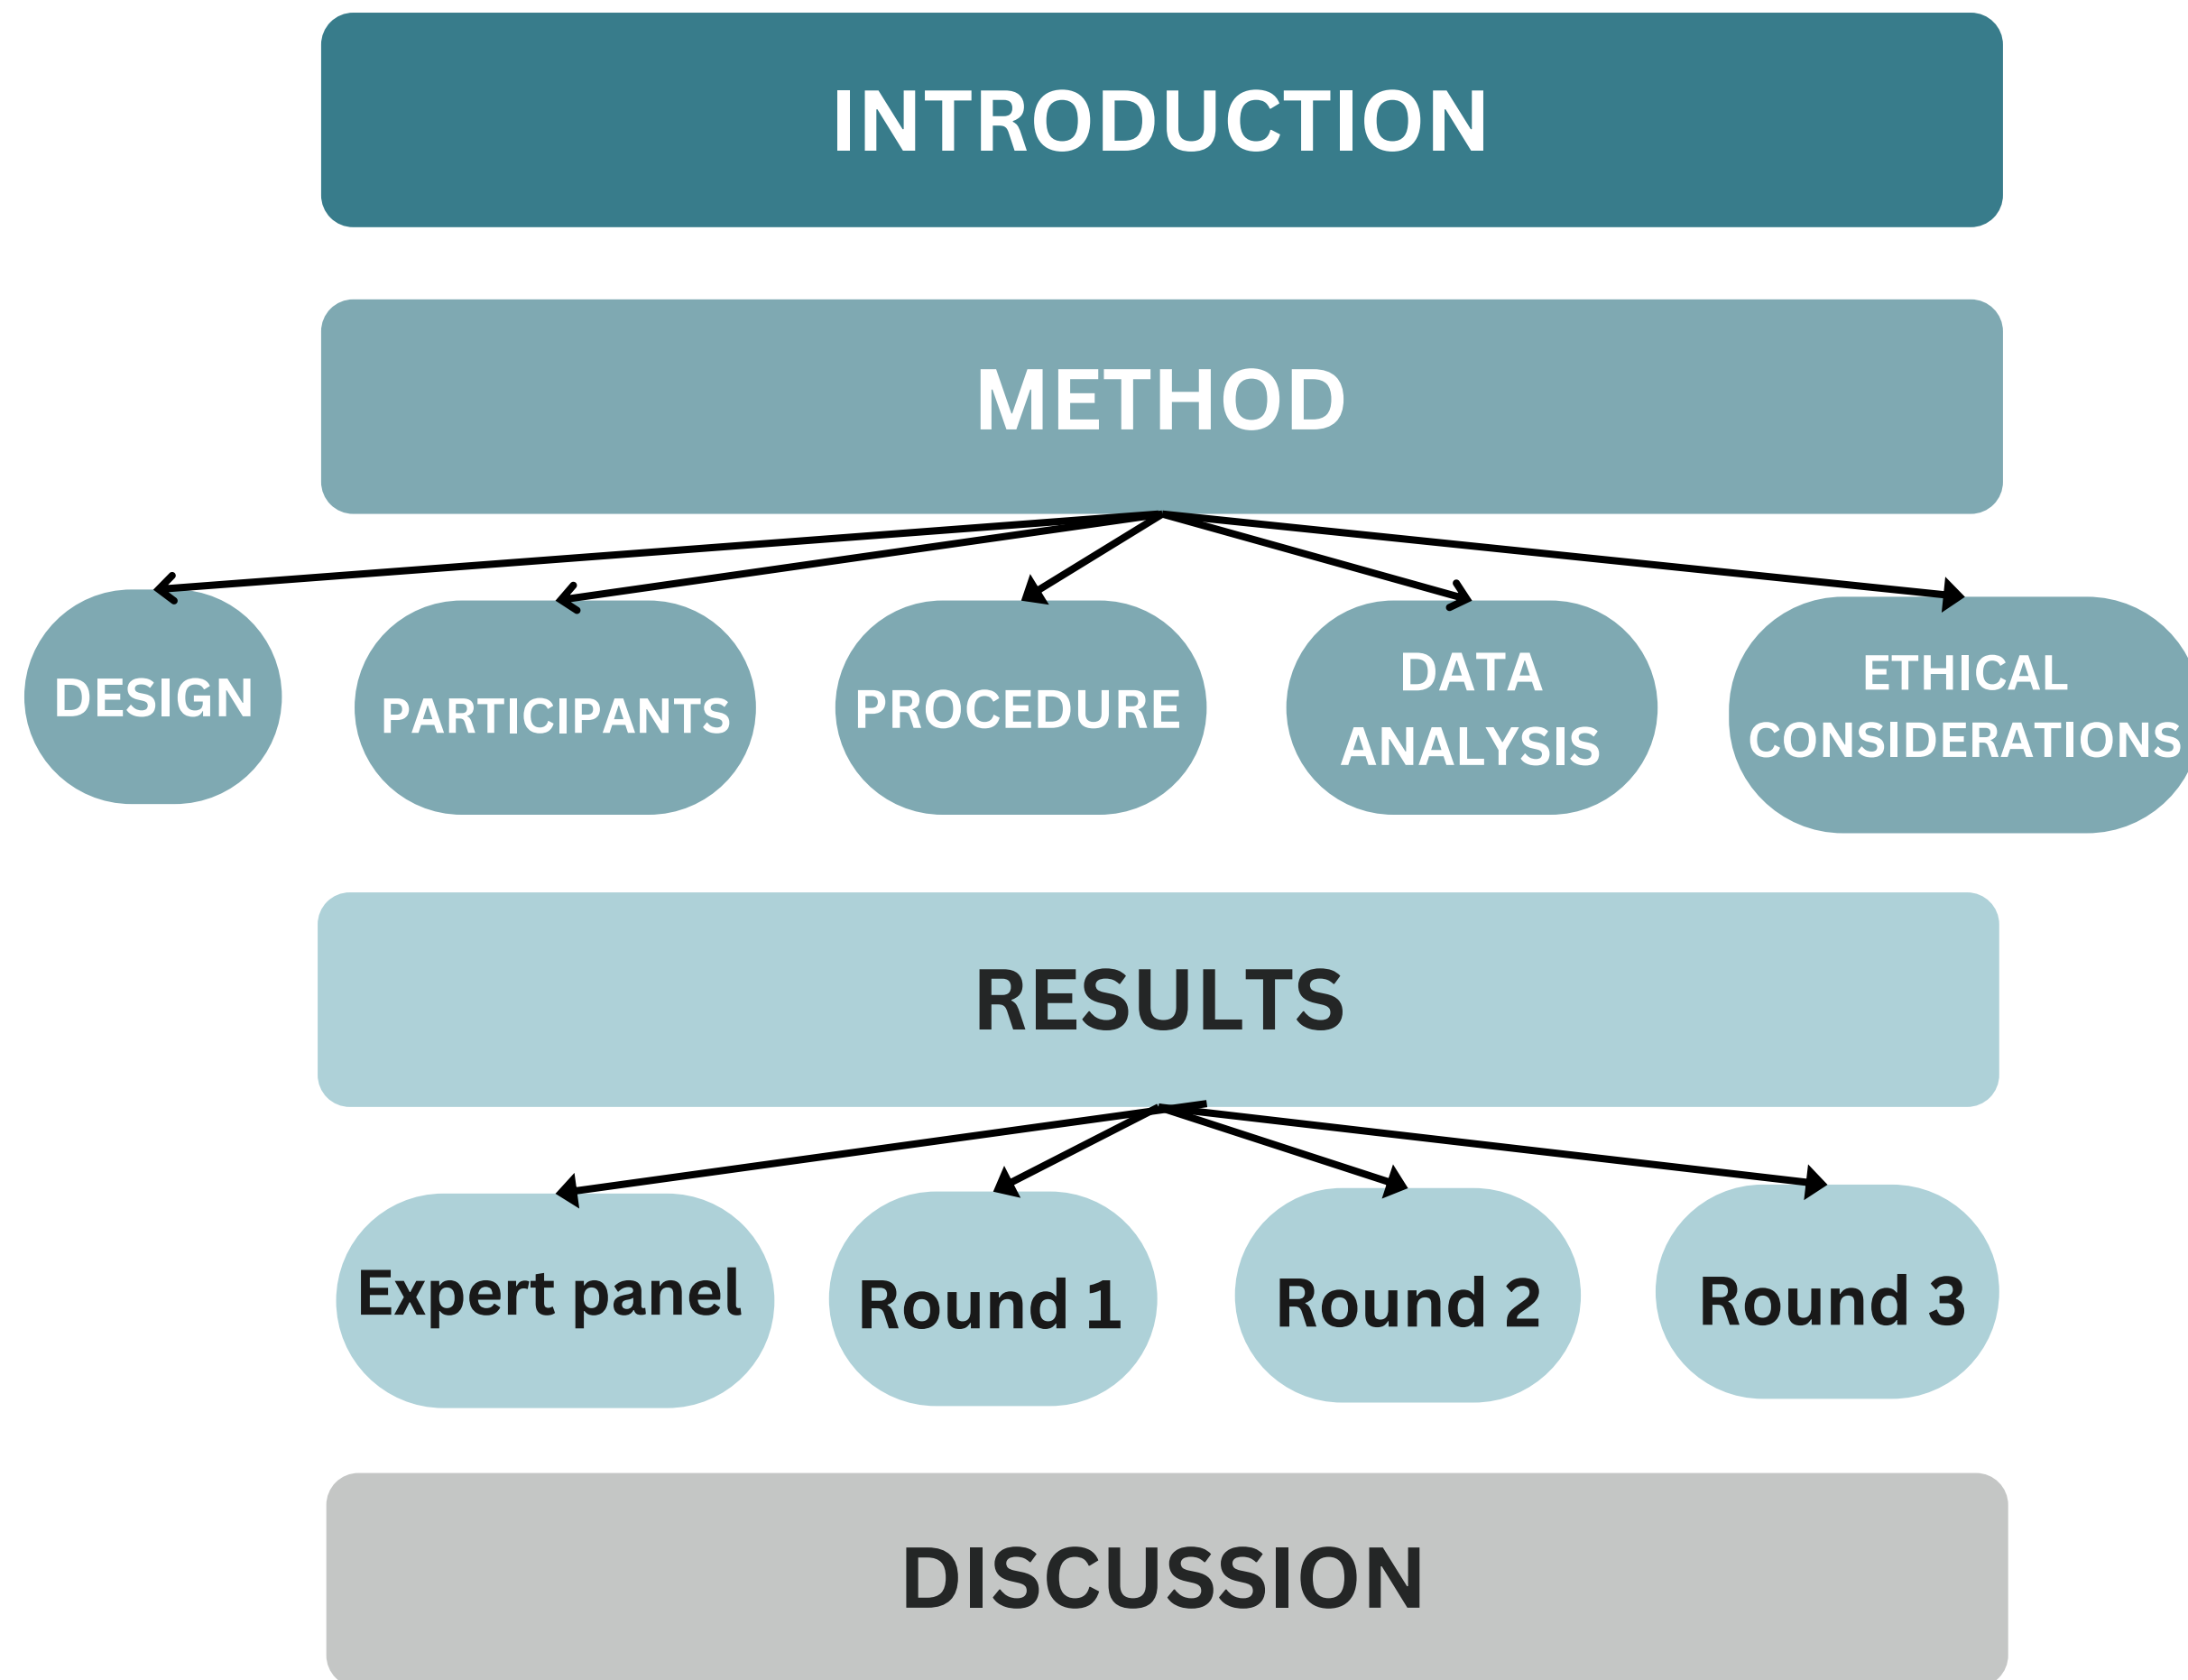 INTRODUCTION
METHOD
DESIGN
PARTICIPANTS
PROCEDURE
DATA
ANALYSIS
ETHICAL
CONSIDERATIONS
RESULTS
Expert panel
Round 1
Round 2
Round 3
DISCUSSION